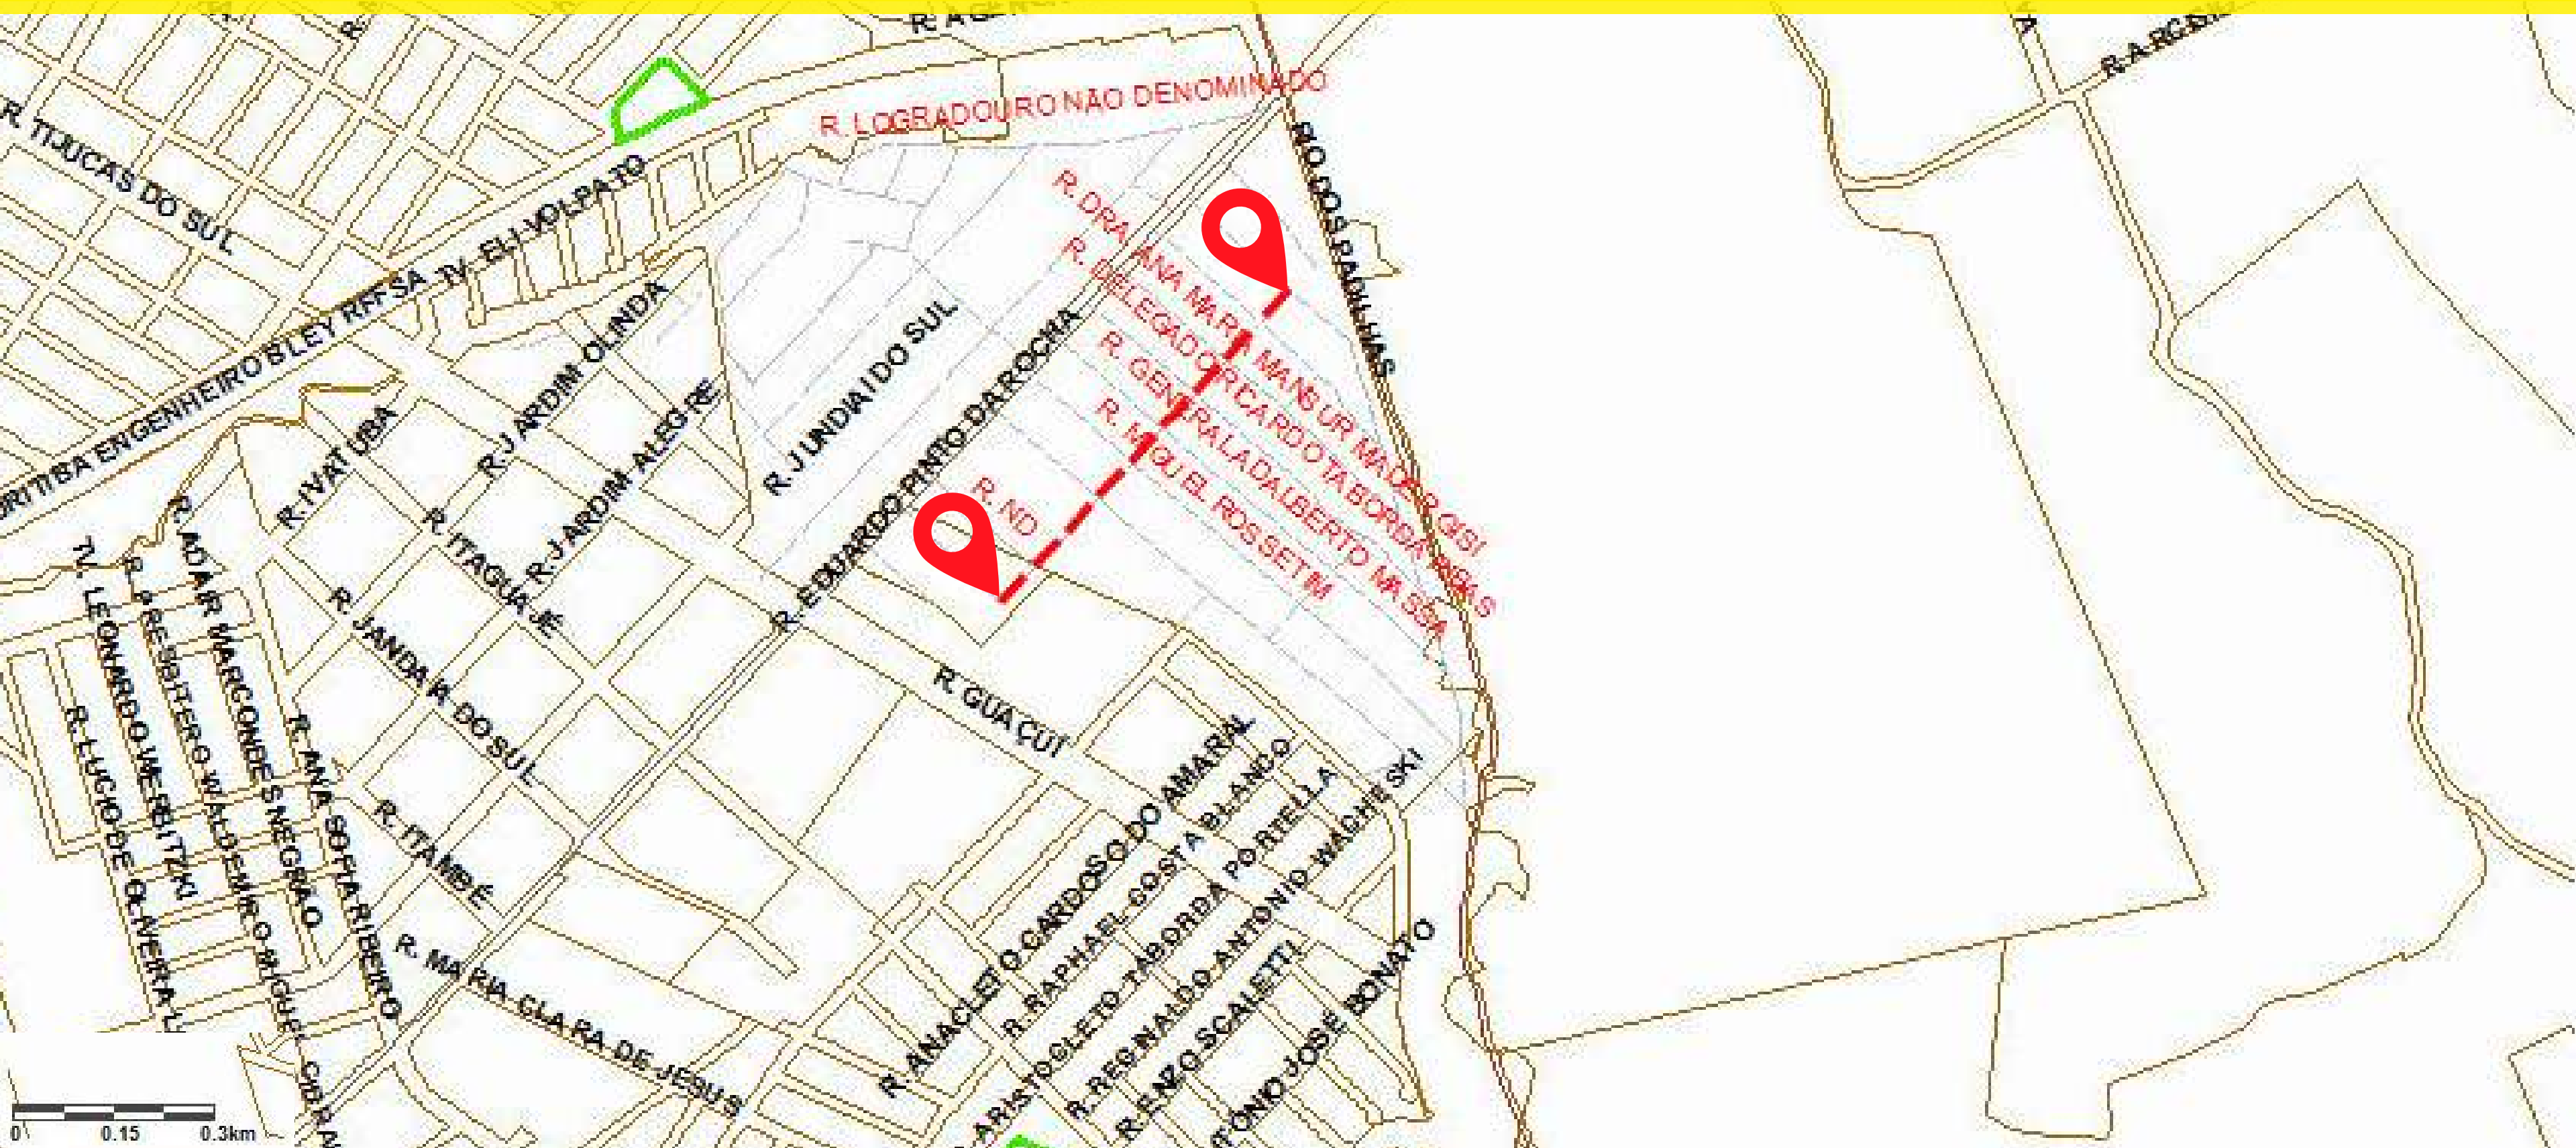 R. TIJUCAS DO SUL
R. LOGRADOURO NÃO DENOMINADO
TV. ELI VOLPATO
ENGENHEIRO BLEY RFFSA
RIO DOS PADILHAS
R. DRA ANA MARIA MANSUR MADER GISI
R. DELEGADO RICARDO TABORDA RIBAS
R. GENERAL ADALBERTO MASSA
R. MIGUEL ROSSETIM
R. ND
R. JARDIM OLINDA
R. JARDIM ALEGRE
R. JUNDIAI DO SUL
R. EDUARDO PINTO DA ROCHA
R. IVATUBA
R. ITAGUAJÉ
R. JANDAIA DO SUL
R. GUAÇUÍ
R. ADAIR MARCONDES NEGRÃO
TV. LEONARDO WERBITZKI
R. PRESBITERO WALDEMIRO MIGUEL
R. LUCIO DE OLIVEIRA
R. ANA SOFIA RIBEIRO
R. ITAMBÉ
R. MARIA CLARA DE JESUS
R. ANACLETO CARDOSO DO AMARAL
R. RAPHAEL COSTA BLANCO
ARISTOCLETO TABORDA PORTELLA
R. REGINALDO ANTONIO WACHESKI
R. ENZO SCALETTI
JOSE BONATO
0 0.15 0.3km